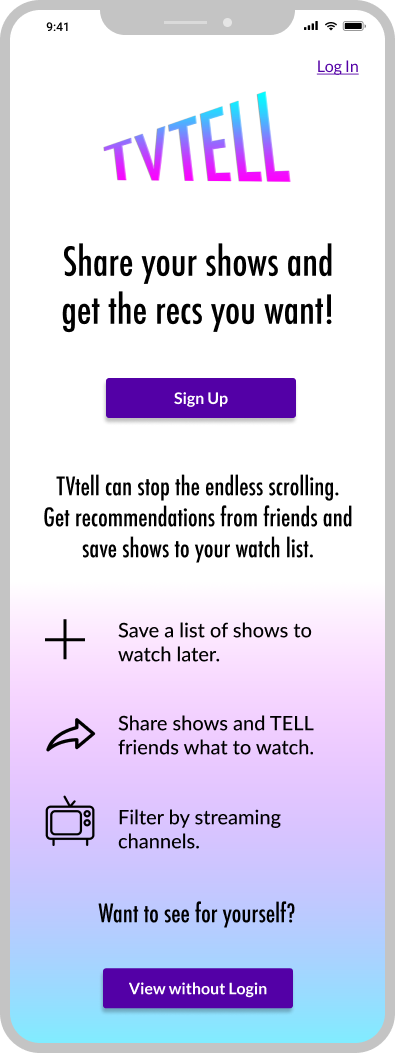 9:41
Log In
TVTELL
Share your shows and
get the recs you want!
Sign Up
TVtell can stop the endless scrolling.
Get recommendations from friends and
save shows to your watch list.
Save a list of shows to
watch later.
Share shows and TELL
friends what to watch.
Filter by streaming
channels.
Want to see for yourself?
View without Login